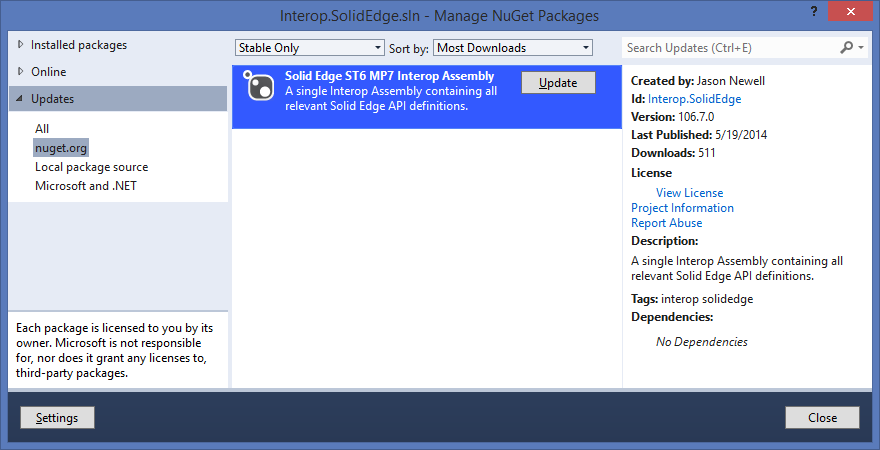 Interop.SolidEdge.sln - Manage NuGet Packages
?
Installed packages
Online
Updates
All
nuget.org
Local package source
Microsoft and .NET
Each package is licensed to you by its
owner. Microsoft is not responsible
for, nor does it grant any licenses to,
third-party packages.
Stable Only
Sort by:
Most Downloads
Solid Edge ST6 MP7 Interop Assembly
A single Interop Assembly containing all
relevant Solid Edge API definitions.
Update
Search Updates (Ctrl+E)
Created by: Jason Newell
Id: Interop.SolidEdge
Version: 106.7.0
Last Published: 5/19/2014
Downloads: 511
License
View License
Project Information
Report Abuse
Description:
A single Interop Assembly containing all
relevant Solid Edge API definitions.
Tags: interop solidedge
Dependencies:
No Dependencies
Settings
Close